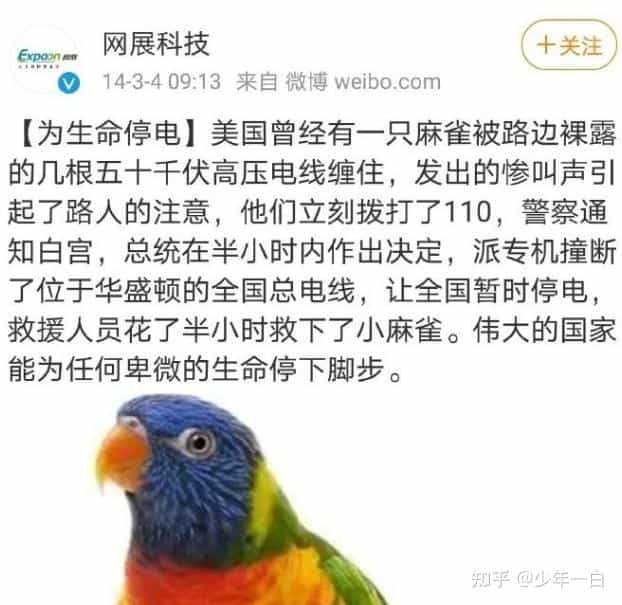 Expoon 网展
网展科技
+关注
14-3-4 09:13 来自 微博 weibo.com
【为生命停电】美国曾经有一只麻雀被路边裸露
的几根五十千伏高压电线缠住，发出的惨叫声引
起了路人的注意，他们立刻拨打了110，警察通
知白宫，总统在半小时内作出决定，派专机撞断
了位于华盛顿的全国总电线，让全国暂时停电，
救援人员花了半小时救下了小麻雀。伟大的国家
能为任何卑微的生命停下脚步。
知乎 @少年一白